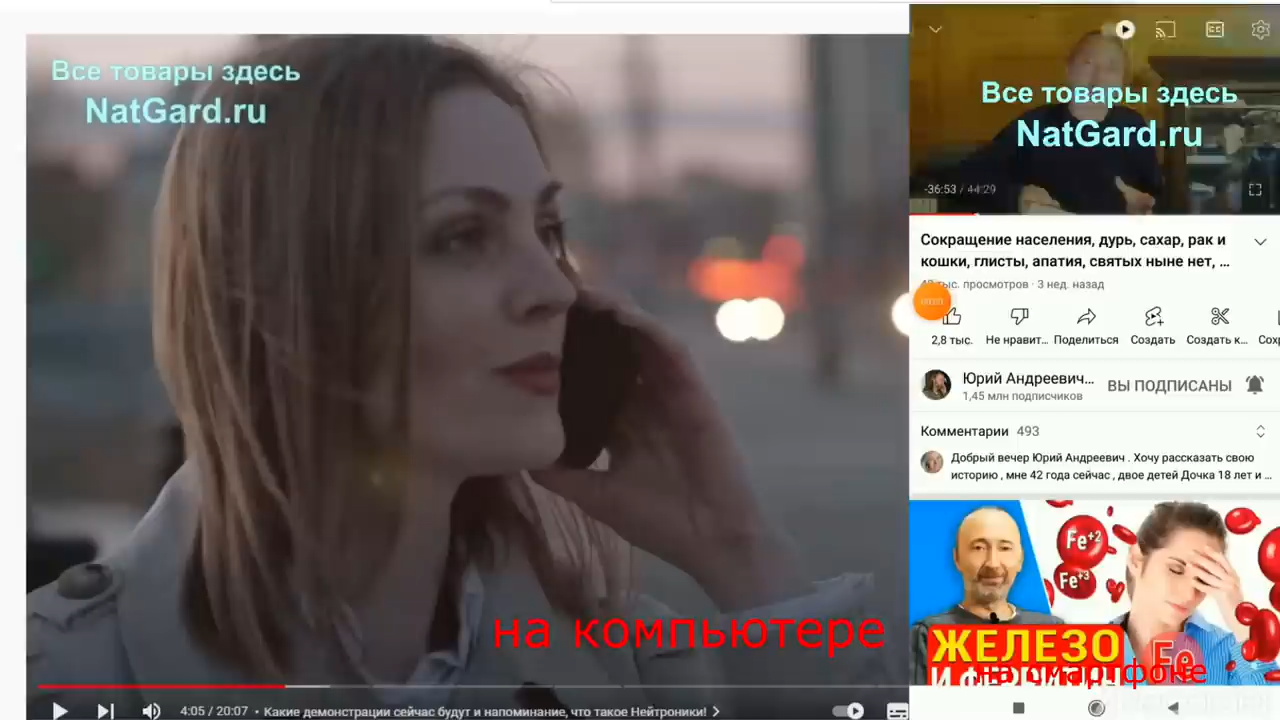 Все товары здесь
NatGard.ru
на компьютере
4:05 / 20:07 • Какие демонстрации сейчас будут и напоминание, что такое Нейтроники!
Все товары здесь
NatGard.ru
-36:53 / 44:29
Сокращение населения, дурь, сахар, рак и
кошки, глисты, апатия, святых ныне нет, ...
тыс. просмотров · 3 нед. назад
2,8 тыс.
Не нравит...
Поделиться
Создать
Создать к...
Сох
Юрий Андреевич...
1,45 млн подписчиков
ВЫ ПОДПИСАНЫ
Комментарии 493
Добрый вечер Юрий Андреевич . Хочу рассказать свою
историю , мне 42 года сейчас , двое детей Дочка 18 лет и ...
Fe+2
Fe+3
ЖЕЛЕЗО
Fe
на смартфоне